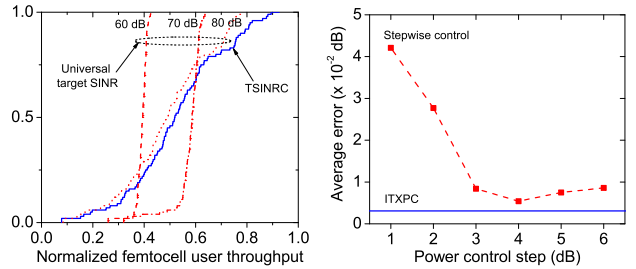 60 dB 70 dB 80 dB
1.0
Universal
target SINR
TSINRC
0.5
0.0
0.0 0.2 0.4 0.6 0.8 1.0
Normalized femtocell user throughput
Average error (x 10⁻² dB)
5
4
3
2
1
0
Stepwise control
ITXPC
1 2 3 4 5 6
Power control step (dB)